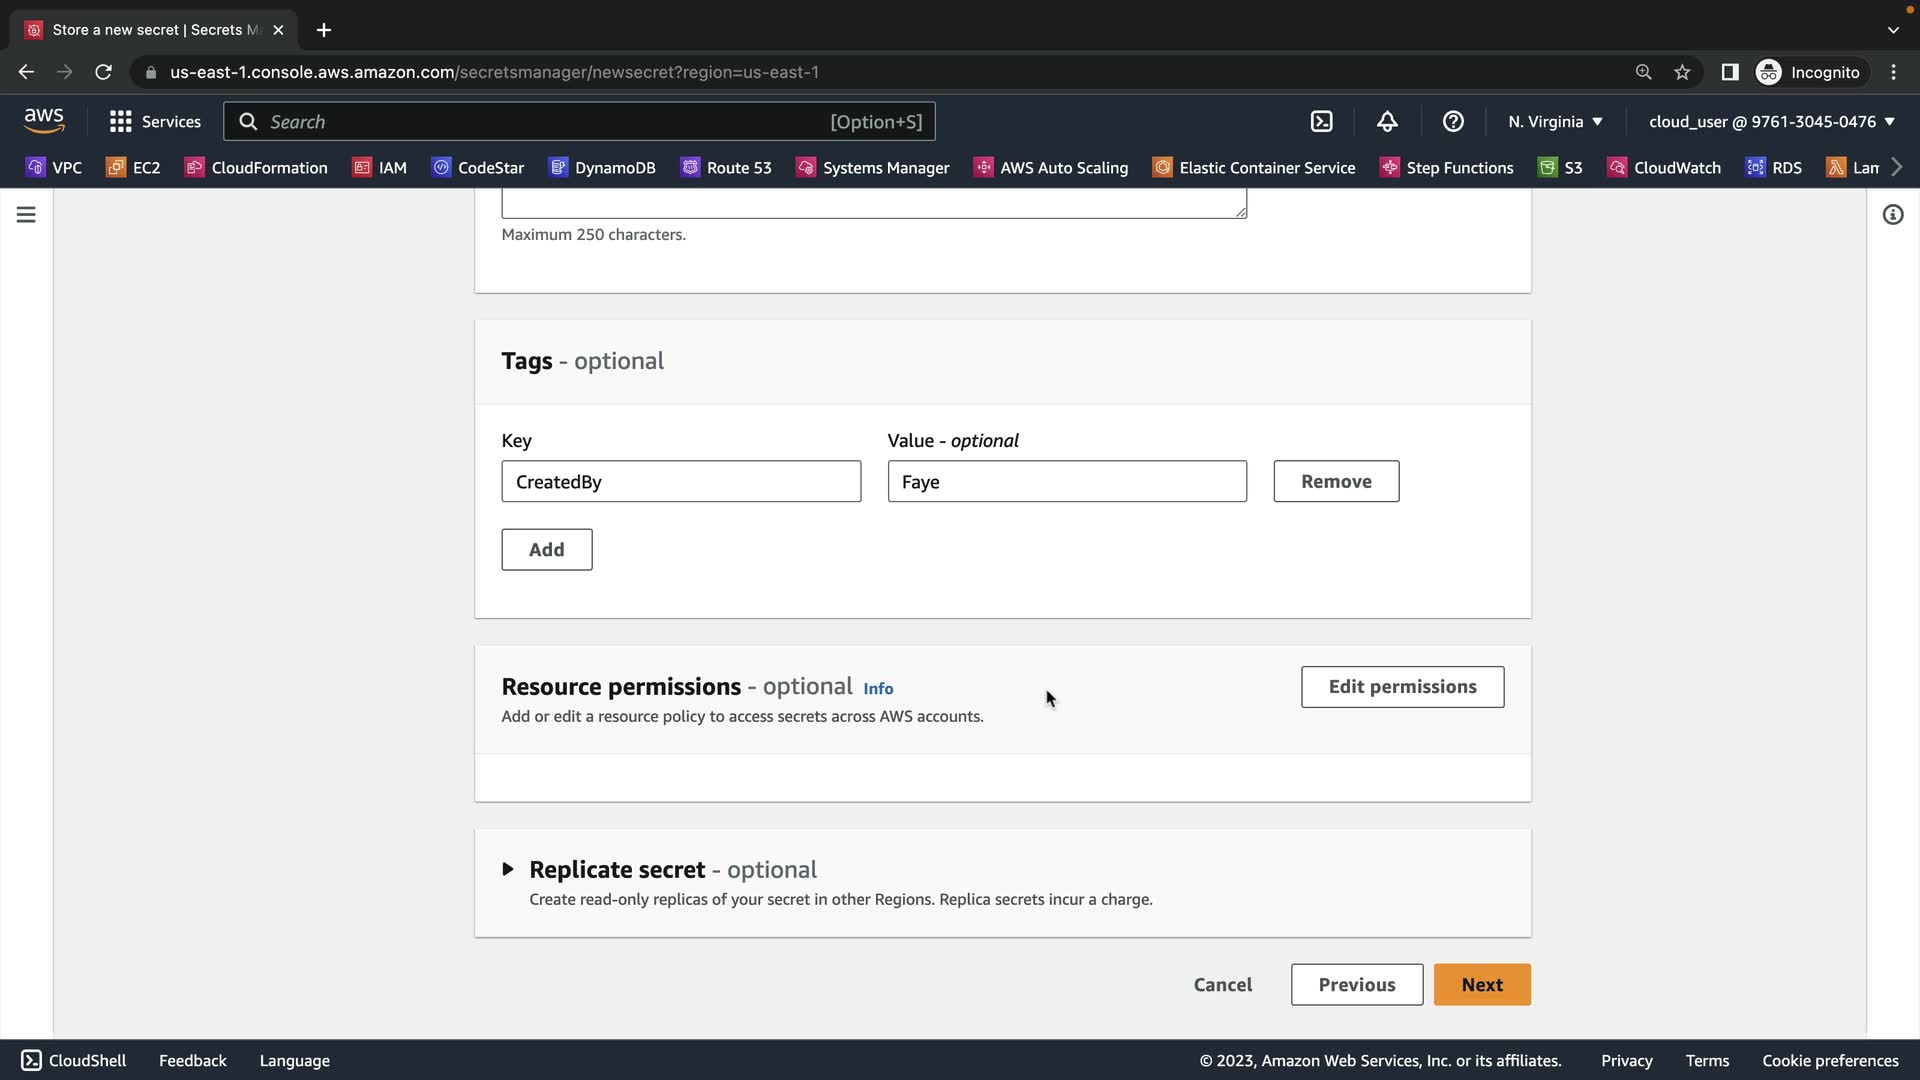 Store a new secret | Secrets M
us-east-1.console.aws.amazon.com/secretsmanager/newsecret?region=us-east-1
Incognito
aws
Services
Search
[Option+S]
N. Virginia
cloud_user @ 9761-3045-0476
VPC
EC2
CloudFormation
IAM
CodeStar
DynamoDB
Route 53
Systems Manager
AWS Auto Scaling
Elastic Container Service
Step Functions
S3
CloudWatch
RDS
Lam
Maximum 250 characters.
Tags - optional
Key
Value - optional
CreatedBy
Faye
Remove
Add
Resource permissions - optional Info
Edit permissions
Add or edit a resource policy to access secrets across AWS accounts.
Replicate secret - optional
Create read-only replicas of your secret in other Regions. Replica secrets incur a charge.
Cancel
Previous
Next
CloudShell
Feedback
Language
© 2023, Amazon Web Services, Inc. or its affiliates.
Privacy
Terms
Cookie preferences